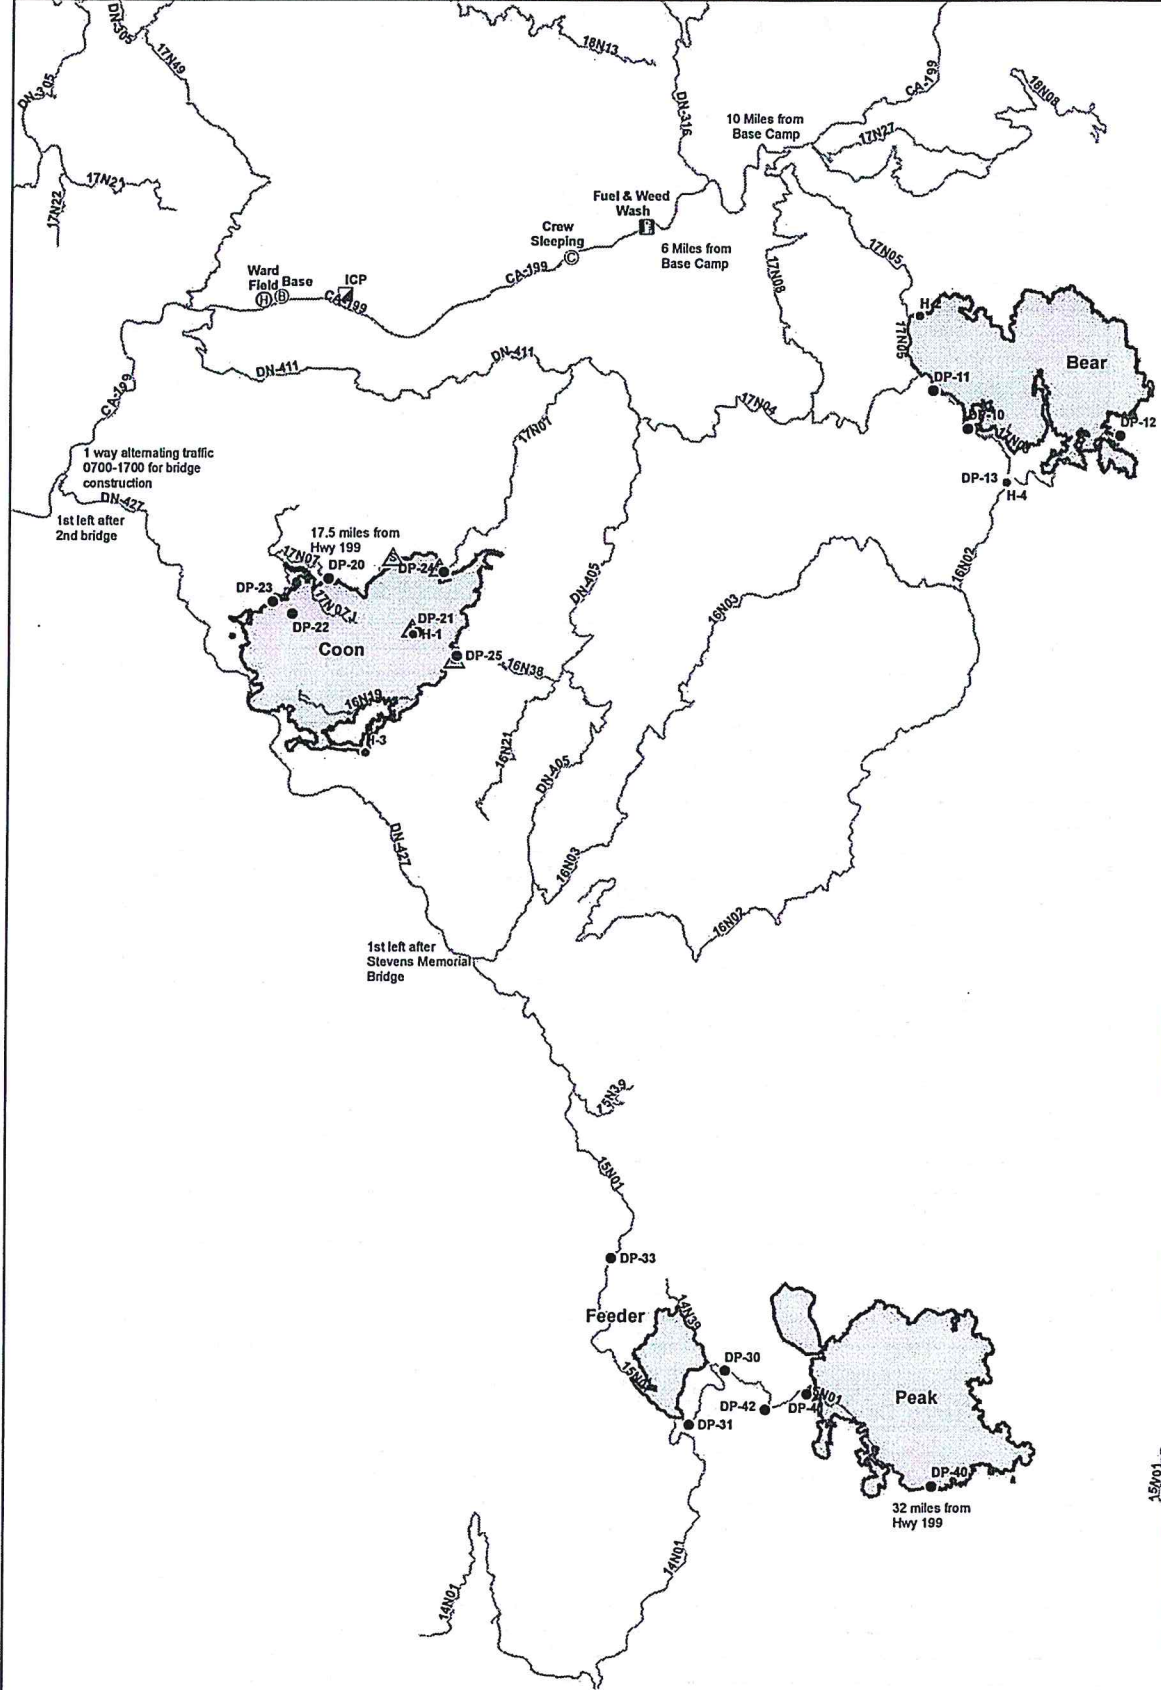 DN-305
17N49
18N13
CA-199
18N08
DN-305
DN-316
10 Miles from
Base Camp
17N27
17N21
17N22
Fuel & Weed
Wash
Crew
Sleeping
C
6 Miles from
Base Camp
17N05
CA-199
17N08
Ward
Field
H
Base
B
ICP
CA-199
17N05
Bear
DN-411
DN-411
DP-11
CA-199
17N04
DP-10
DP-12
17N01
1 way alternating traffic
0700-1700 for bridge
construction
DP-13
H-4
DN-427
1st left after
2nd bridge
17.5 miles from
Hwy 199
17N07
DP-20
S
DP-24
16N02
DN-405
DP-23
17N07.1
16N03
DP-22
DP-21
H-1
Coon
DP-25
16N38
16N19
H-3
16N21
DN-405
DN-427
16N03
16N02
1st left after
Stevens Memorial
Bridge
15N39
15N01
DP-33
Feeder
14N39
DP-30
15N01
Peak
DP-42
DP-31
DP-40
32 miles from
Hwy 199
15N01
14N01
14N01